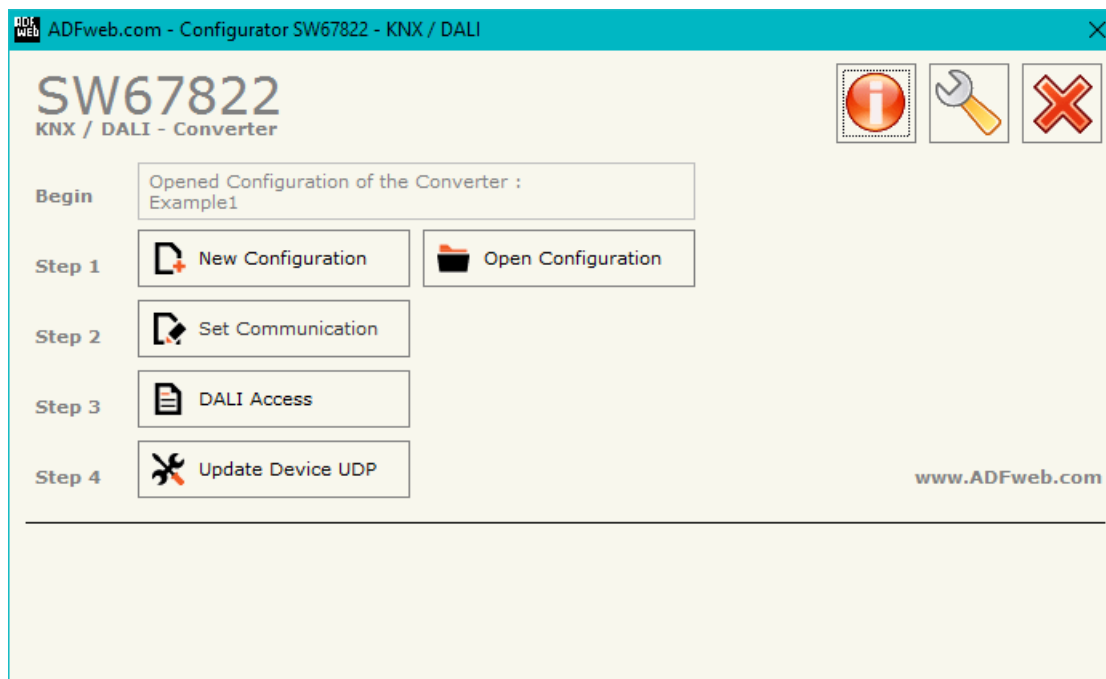 ADF
web
ADFweb.com - Configurator SW67822 - KNX / DALI
SW67822
KNX / DALI - Converter
Begin
Opened Configuration of the Converter :
Example1
Step 1
New Configuration
Open Configuration
Step 2
Set Communication
Step 3
DALI Access
Step 4
Update Device UDP
www.ADFweb.com